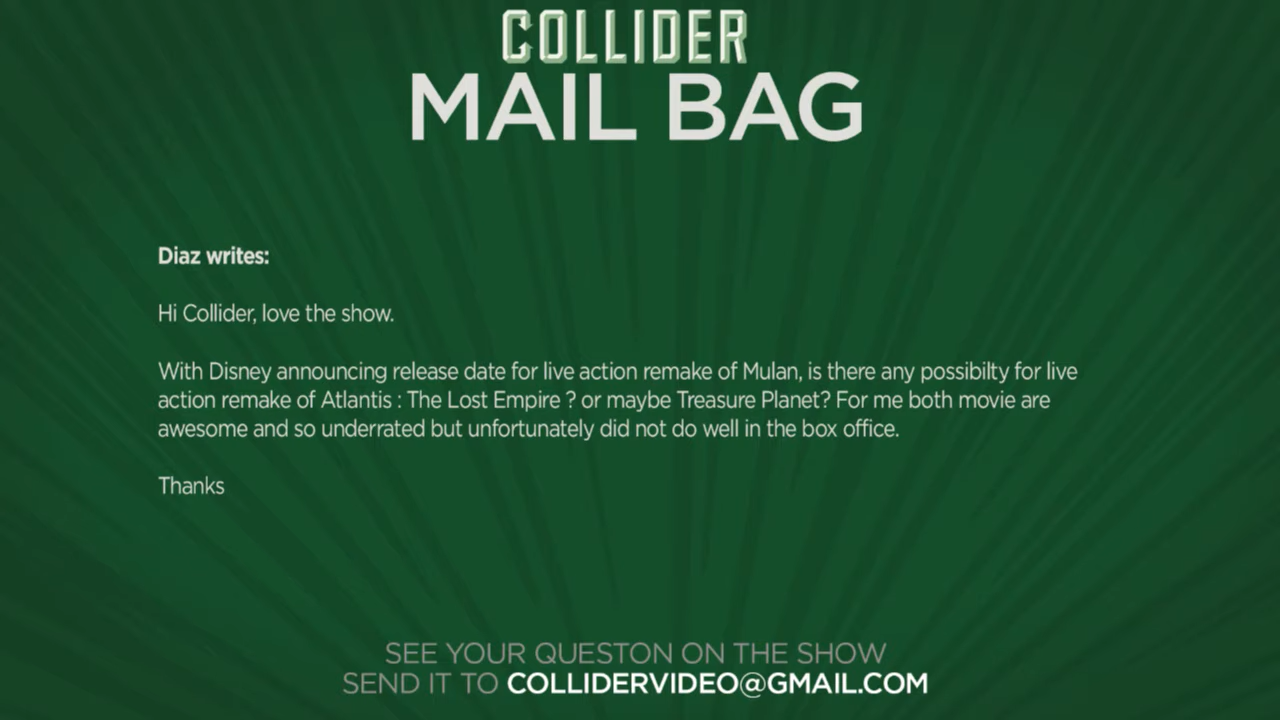 COLLIDER
MAIL BAG
Diaz writes:
Hi Collider, love the show.
With Disney announcing release date for live action remake of Mulan, is there any possibilty for live
action remake of Atlantis : The Lost Empire ? or maybe Treasure Planet? For me both movie are
awesome and so underrated but unfortunately did not do well in the box office.
Thanks
SEE YOUR QUESTON ON THE SHOW
SEND IT TO COLLIDERVIDEO@GMAIL.COM